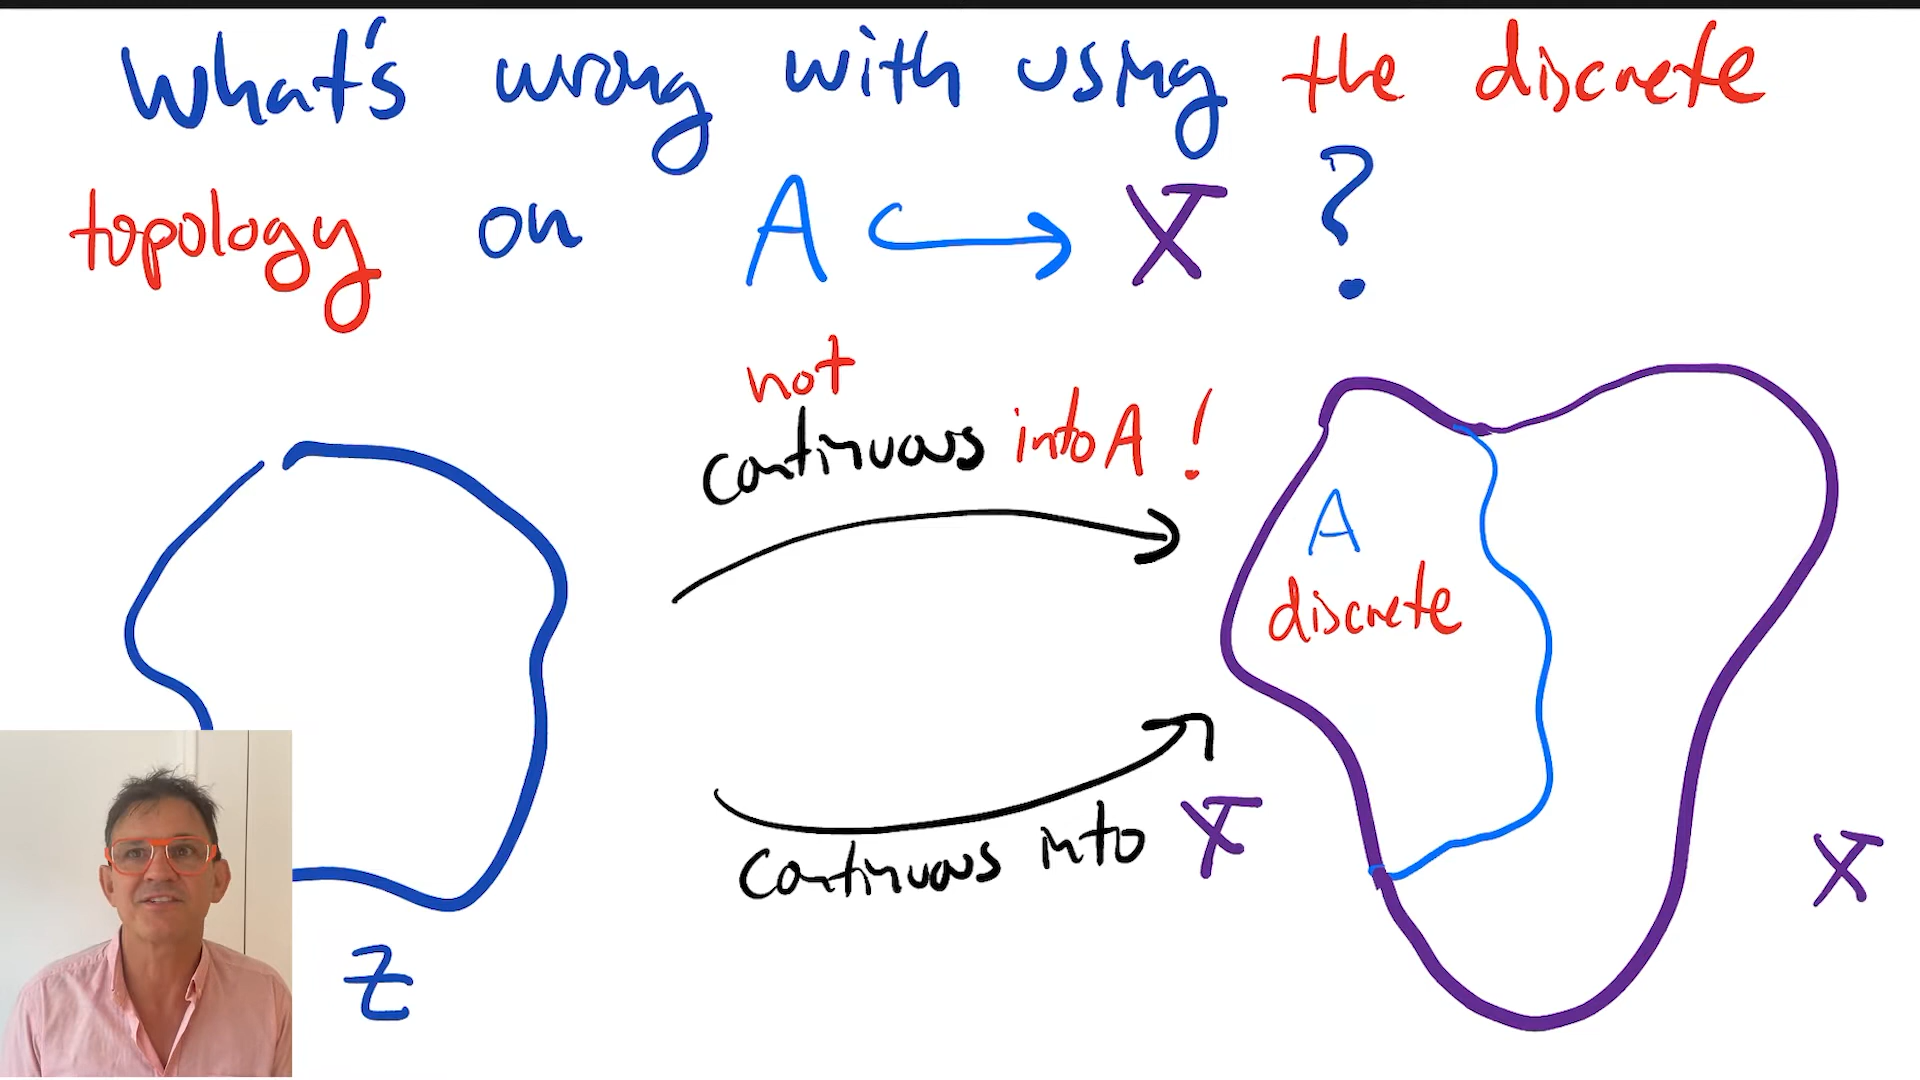 What's wrong with using the discrete
topology on A ↪ X ?
not
continuous into A !
A
discrete
continuous into X
X
Z